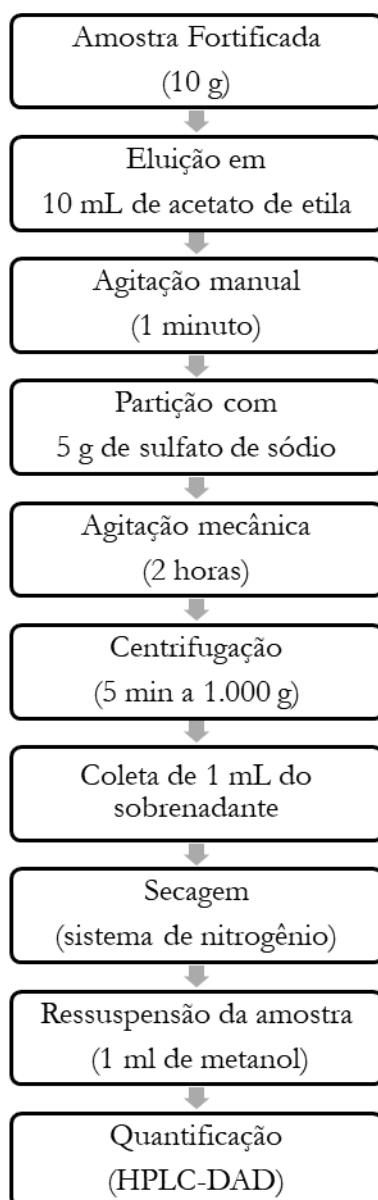 Amostra Fortificada
(10 g)
Eluição em
10 mL de acetato de etila
Agitação manual
(1 minuto)
Partição com
5 g de sulfato de sódio
Agitação mecânica
(2 horas)
Centrifugação
(5 min a 1.000 g)
Coleta de 1 mL do
sobrenadante
Secagem
(sistema de nitrogênio)
Ressuspensão da amostra
(1 ml de metanol)
Quantificação
(HPLC-DAD)